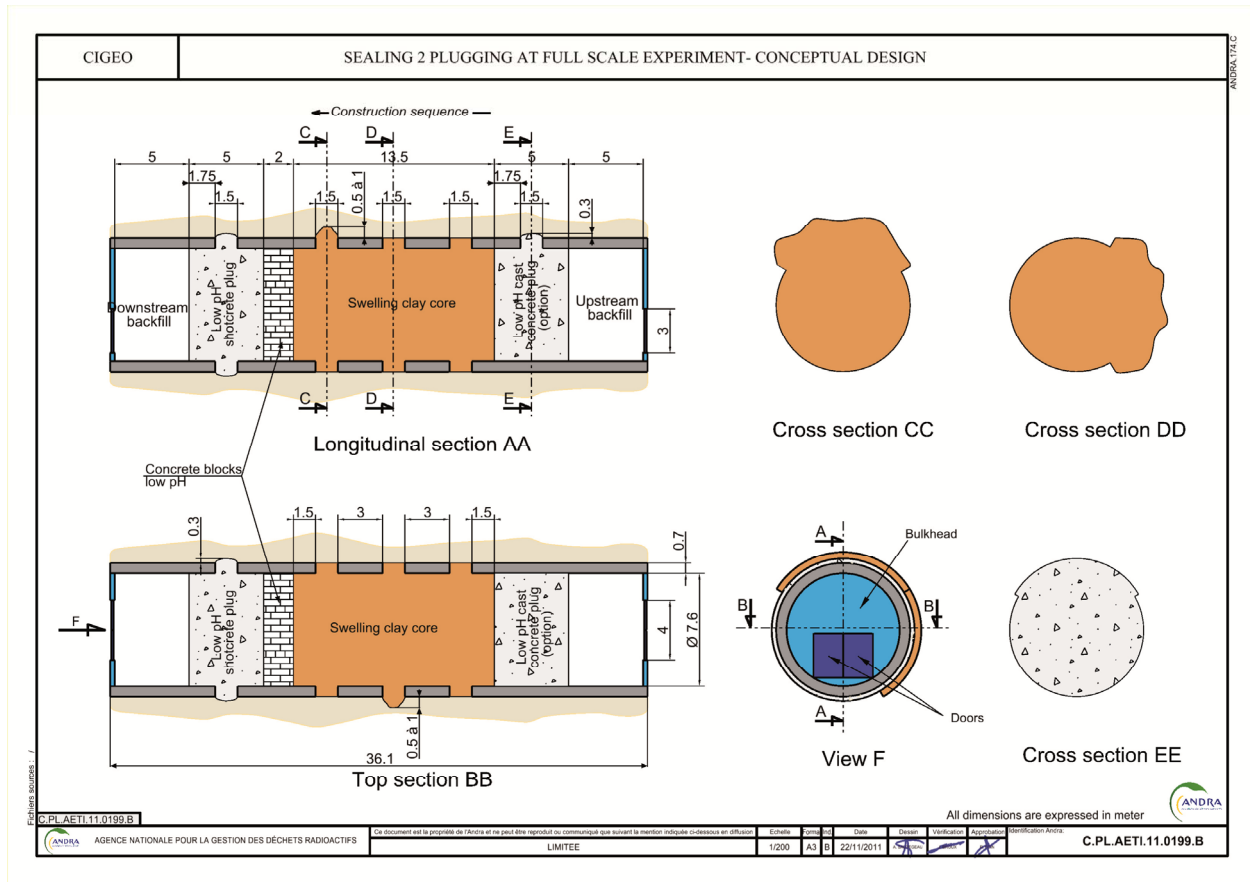 CIGEO
SEALING 2 PLUGGING AT FULL SCALE EXPERIMENT- CONCEPTUAL DESIGN
ANDRA.174.C
Construction sequence
C
D
E
5
5
2
13.5
5
5
1.75
1.5
1.5
0.5 à 1
1.5
1.5
1.75
1.5
0.3
Downstream
backfill
Low pH
shotcrete plug
Swelling clay core
Low pH cast
concrete plug
(option)
Upstream
backfill
3
C
D
E
Longitudinal section AA
Cross section CC
Cross section DD
Concrete blocks
low pH
0.3
1.5
3
3
1.5
0.7
F
Low pH
shotcrete plug
Swelling clay core
Low pH cast
concrete plug
(option)
4
Ø 7.6
0.5 à 1
36.1
Top section BB
A
Bulkhead
B
B
A
Doors
View F
Cross section EE
Fichiers sources : /
C.PL.AETI.11.0199.B
All dimensions are expressed in meter
ANDRA
ANDRA
AGENCE NATIONALE POUR LA GESTION DES DÉCHETS RADIOACTIFS
Ce document est la propriété de l'Andra et ne peut être reproduit ou communiqué que suivant la mention indiquée ci-dessous en diffusion
LIMITEE
Echelle
1/200
Format
A3
Ind.
B
Date
22/11/2011
Dessin
Vérification
Approbation
Identification Andra:
C.PL.AETI.11.0199.B